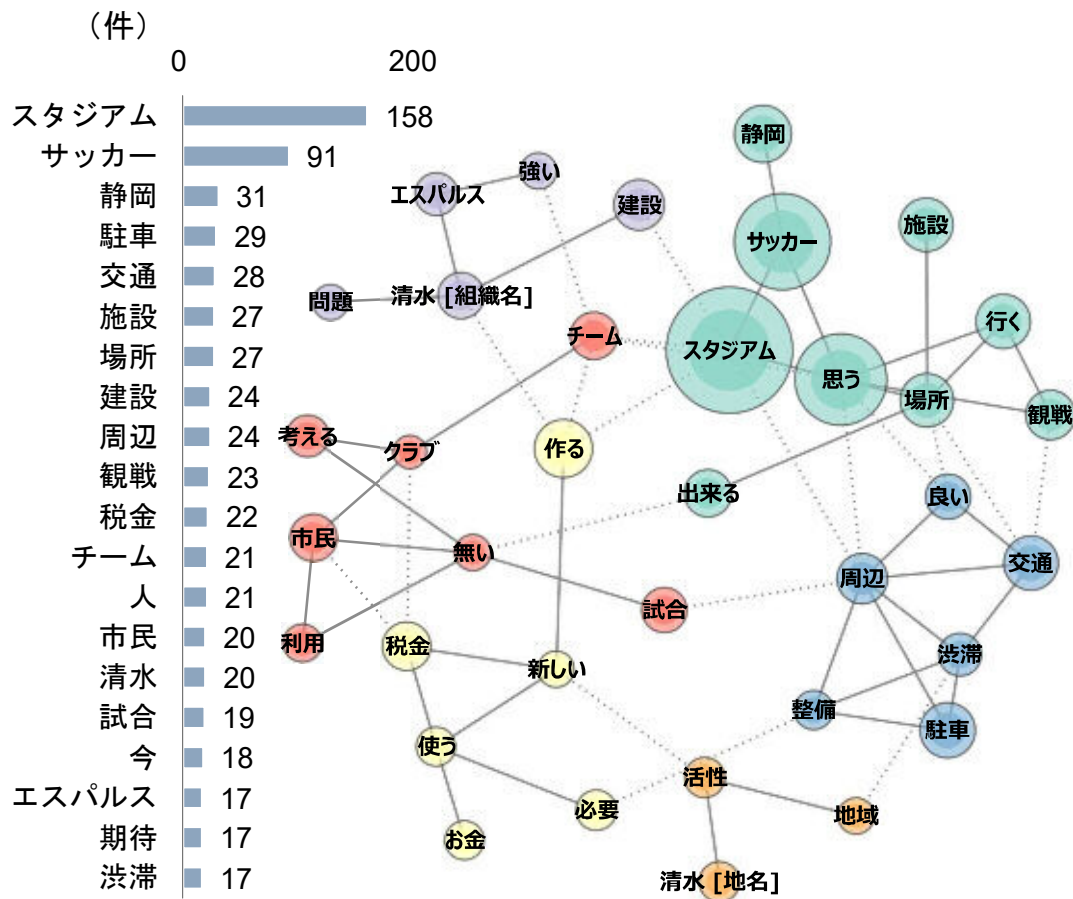 （件）
0 200
スタジアム 158
サッカー 91
静岡 31
駐車 29
交通 28
施設 27
場所 27
建設 24
周辺 24
観戦 23
税金 22
チーム 21
人 21
市民 20
清水 20
試合 19
今 18
エスパルス 17
期待 17
渋滞 17
静岡
強い
エスパルス
建設
施設
サッカー
問題
清水 [組織名]
行く
チーム
スタジアム
思う
場所
観戦
考える
クラブ
作る
出来る
良い
市民
無い
周辺
交通
試合
利用
税金
新しい
渋滞
整備
駐車
使う
活性
必要
地域
お金
清水 [地名]